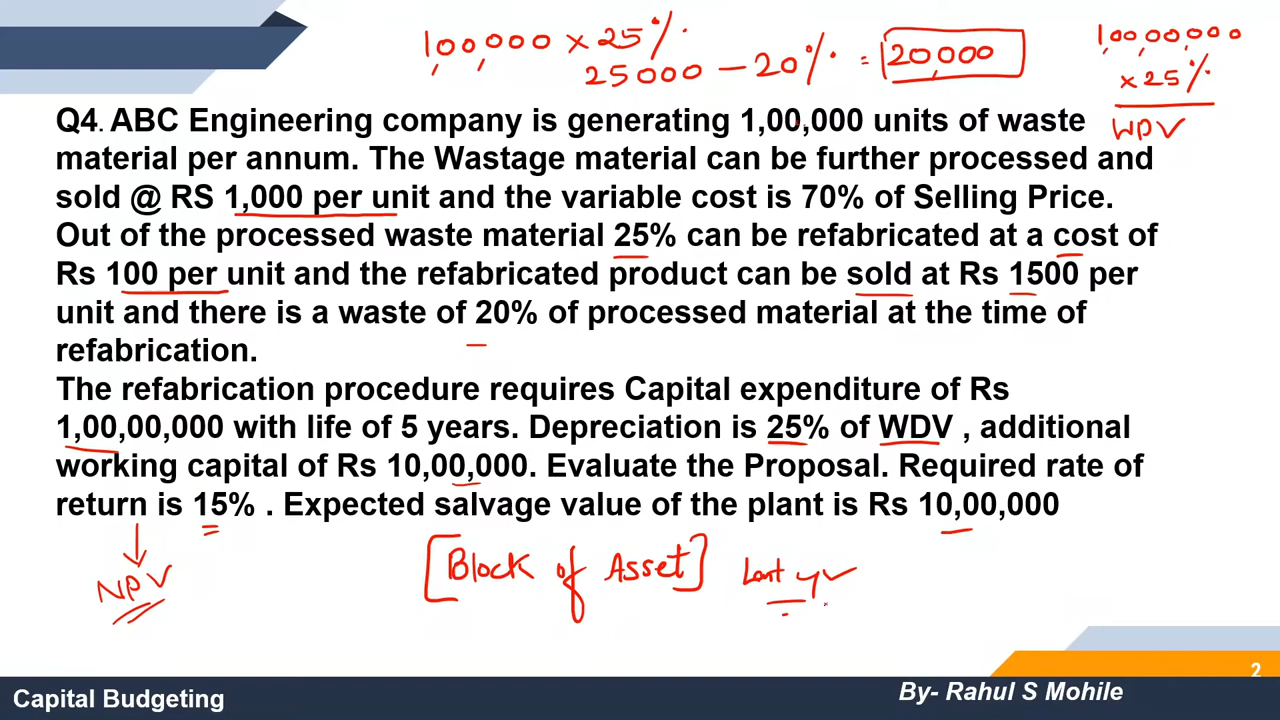 1,00,000 x 25%
25000 - 20% = 20,000
1,00,00,000
x 25%
WDV
Q4. ABC Engineering company is generating 1,00,000 units of waste
material per annum. The Wastage material can be further processed and
sold @ RS 1,000 per unit and the variable cost is 70% of Selling Price.
Out of the processed waste material 25% can be refabricated at a cost of
Rs 100 per unit and the refabricated product can be sold at Rs 1500 per
unit and there is a waste of 20% of processed material at the time of
refabrication.
The refabrication procedure requires Capital expenditure of Rs
1,00,00,000 with life of 5 years. Depreciation is 25% of WDV , additional
working capital of Rs 10,00,000. Evaluate the Proposal. Required rate of
return is 15% . Expected salvage value of the plant is Rs 10,00,000
NPV
[Block of Asset] Last yr
2
Capital Budgeting
By- Rahul S Mohile